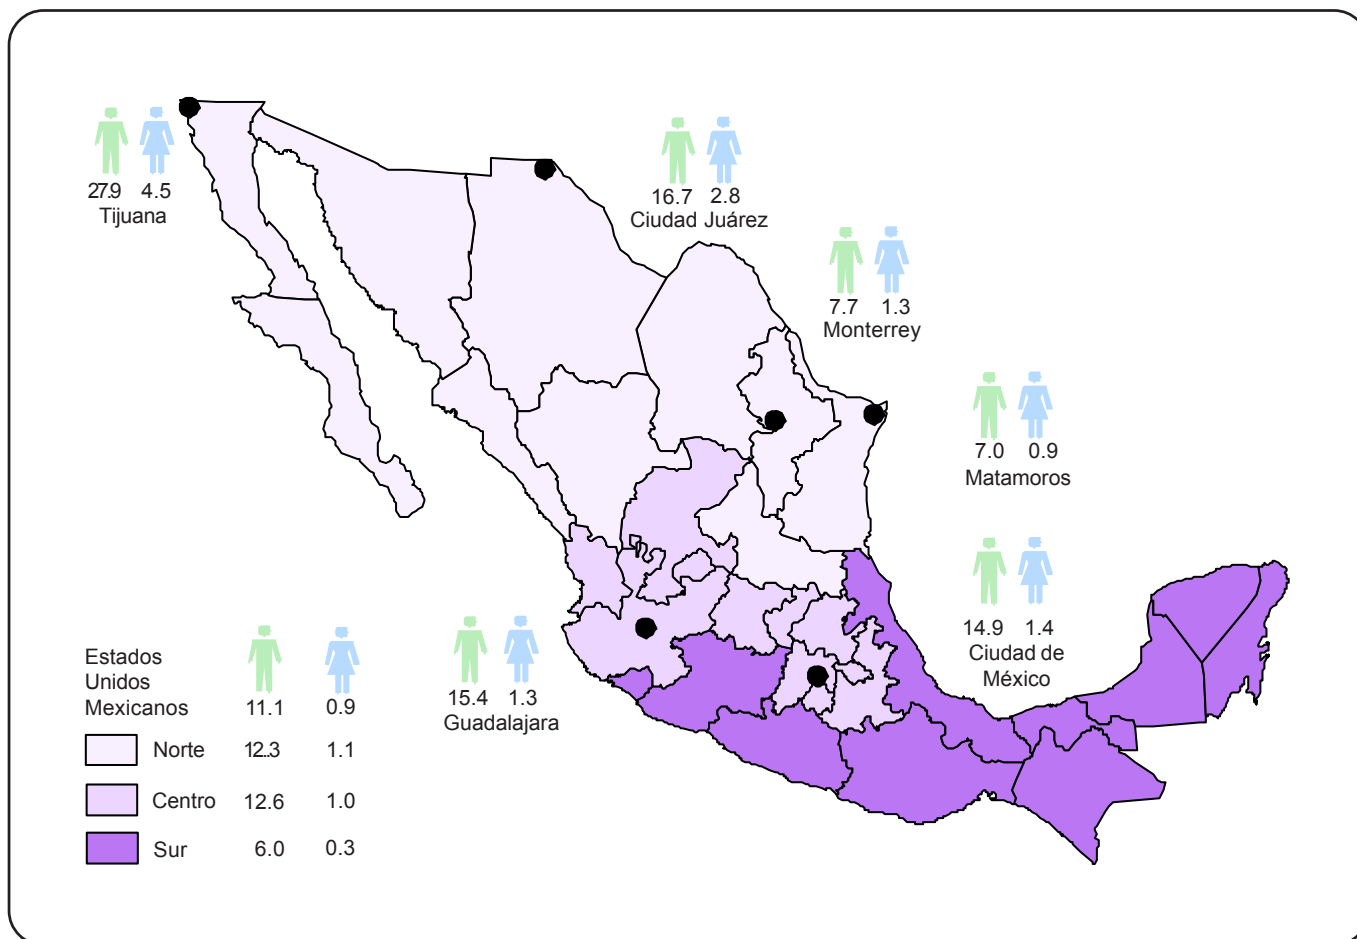 27.9 4.5
Tijuana
16.7 2.8
Ciudad Juárez
7.7 1.3
Monterrey
7.0 0.9
Matamoros
14.9 1.4
Ciudad de
México
15.4 1.3
Guadalajara
Estados
Unidos
Mexicanos 11.1 0.9
Norte 12.3 1.1
Centro 12.6 1.0
Sur 6.0 0.3